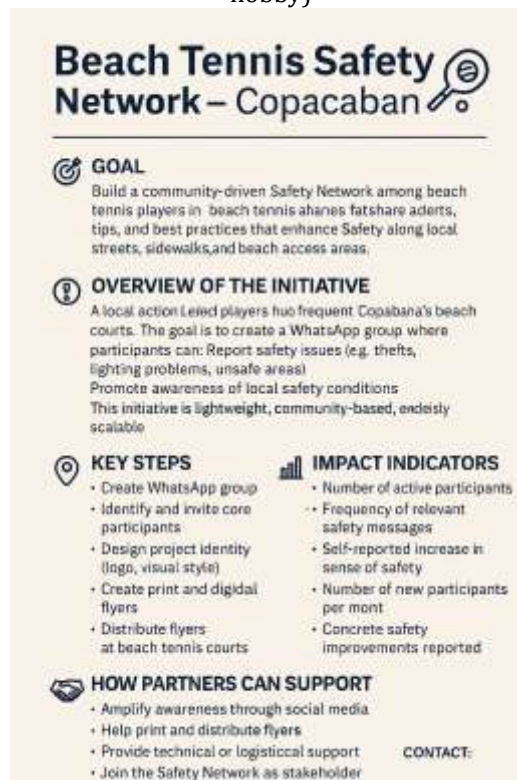 hobby)
Beach Tennis Safety
Network – Copacaban
GOAL
Build a community-driven Safety Network among beach
tennis players in beach tennis ahanes fatshare aderts,
tips, and best practices that enhance Safety along local
streets, sidewalks,and beach access areas.
OVERVIEW OF THE INITIATIVE
A local action Lered players huo frequent Copabana's beach
courts. The goal is to create a WhatsApp group where
participants can: Report safety issues (e.g. thefts,
lighting problems, unsafe areas)
Promote awareness of local safety conditions
This initiative is lightweight, community-based,
scalable
KEY STEPS
• Create WhatsApp group
• Identify and invite core
participants
• Design project identity
(logo, visual style)
• Create print and digidal
flyers
• Distribute flyers
at beach tennis courts
IMPACT INDICATORS
• Number of active participants
• Frequency of relevant
safety messages
• Self-reported increase in
sense of safety
• Number of new participants
per mont
• Concrete safety
improvements reported
HOW PARTNERS CAN SUPPORT
• Amplify awareness through social media
• Help print and distribute flyers
• Provide technical or logisticcal support
• Join the Safety Network as stakeholder
CONTACT: